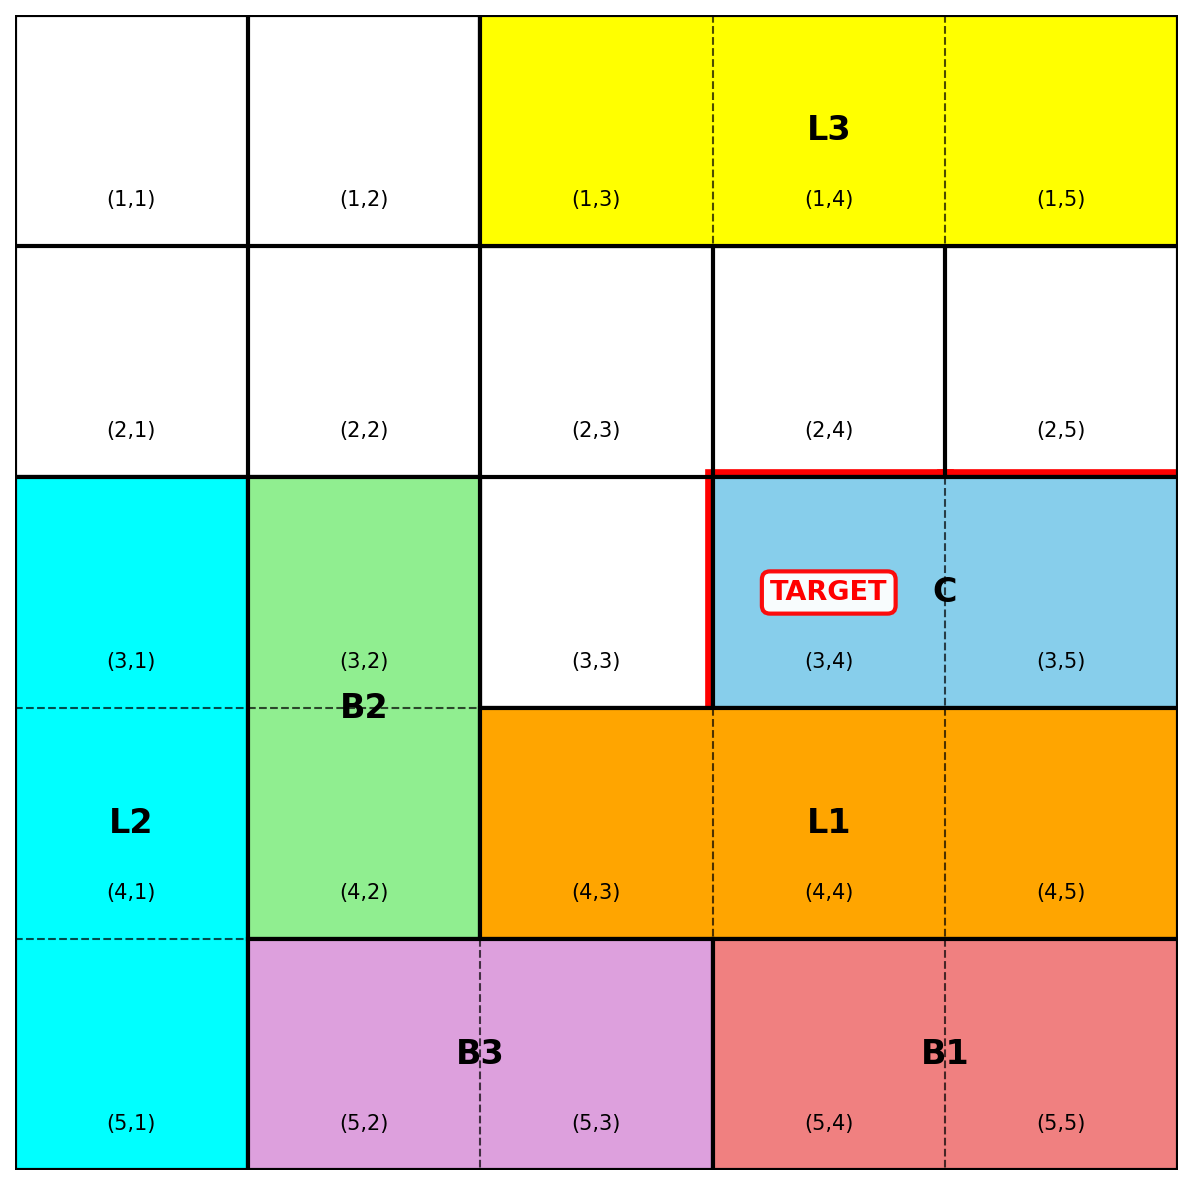 L3
(1,1) (1,2) (1,3) (1,4) (1,5)
(2,1) (2,2) (2,3) (2,4) (2,5)
TARGET C
(3,1) (3,2) (3,3) (3,4) (3,5)
B2
L2 L1
(4,1) (4,2) (4,3) (4,4) (4,5)
B3 B1
(5,1) (5,2) (5,3) (5,4) (5,5)